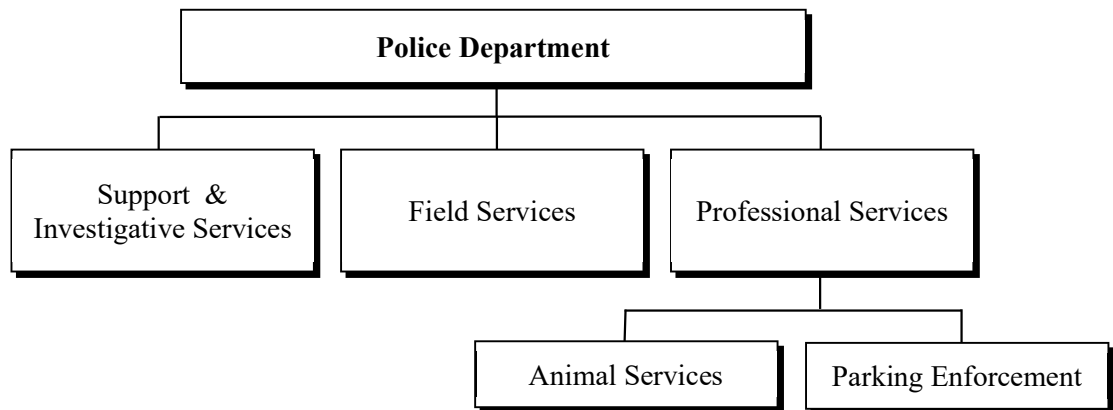 Police Department
Support &
Investigative Services
Field Services
Professional Services
Animal Services
Parking Enforcement